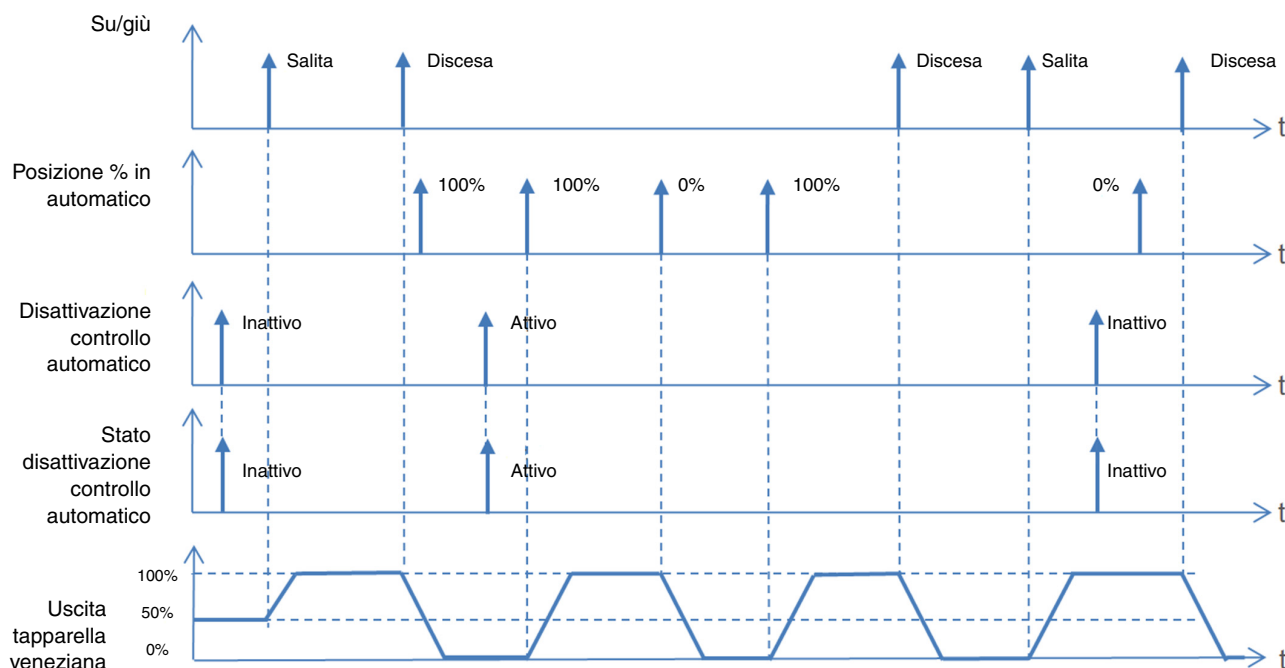 Su/giù
Salita
Discesa
Discesa
Salita
Discesa
t
Posizione % in
automatico
100%
100%
0%
100%
0%
t
Disattivazione
controllo
automatico
Inattivo
Attivo
Inattivo
t
Stato
disattivazione
controllo
automatico
Inattivo
Attivo
Inattivo
t
Uscita
tapparella
veneziana
100%
50%
0%
t